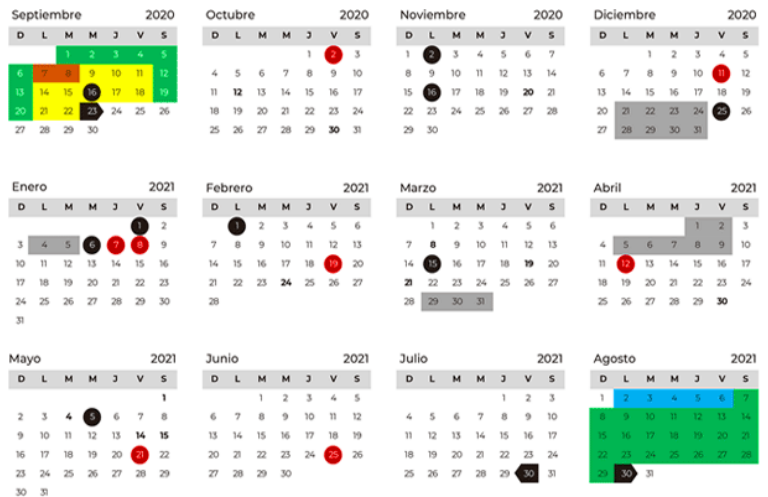 Septiembre 2020 Octubre 2020 Noviembre 2020 Diciembre 2020
D L M M J V S D L M M J V S D L M M J V S D L M M J V S
1 2 3 4 5 1 2 3 1 2 3 4 5 6 7 1 2 3 4 5
6 7 8 9 10 11 12 4 5 6 7 8 9 10 8 9 10 11 12 13 14 6 7 8 9 10 11 12
13 14 15 16 17 18 19 11 12 13 14 15 16 17 15 16 17 18 19 20 21 13 14 15 16 17 18 19
20 21 22 23 24 25 26 18 19 20 21 22 23 24 22 23 24 25 26 27 28 20 21 22 23 24 25 26
27 28 29 30 25 26 27 28 29 30 31 29 30 27 28 29 30 31
Enero 2021 Febrero 2021 Marzo 2021 Abril 2021
D L M M J V S D L M M J V S D L M M J V S D L M M J V S
1 2 1 2 3 4 5 6 1 2 3 4 5 6 1 2 3
3 4 5 6 7 8 9 7 8 9 10 11 12 13 7 8 9 10 11 12 13 4 5 6 7 8 9 10
10 11 12 13 14 15 16 14 15 16 17 18 19 20 14 15 16 17 18 19 20 11 12 13 14 15 16 17
17 18 19 20 21 22 23 21 22 23 24 25 26 27 21 22 23 24 25 26 27 18 19 20 21 22 23 24
24 25 26 27 28 29 30 28 28 29 30 31 25 26 27 28 29 30
31
Mayo 2021 Junio 2021 Julio 2021 Agosto 2021
D L M M J V S D L M M J V S D L M M J V S D L M M J V S
1 1 2 3 4 5 1 2 3 1 2 3 4 5 6 7
2 3 4 5 6 7 8 6 7 8 9 10 11 12 4 5 6 7 8 9 10 8 9 10 11 12 13 14
9 10 11 12 13 14 15 13 14 15 16 17 18 19 11 12 13 14 15 16 17 15 16 17 18 19 20 21
16 17 18 19 20 21 22 20 21 22 23 24 25 26 18 19 20 21 22 23 24 22 23 24 25 26 27 28
23 24 25 26 27 28 29 27 28 29 30 25 26 27 28 29 30 31 29 30 31
30 31